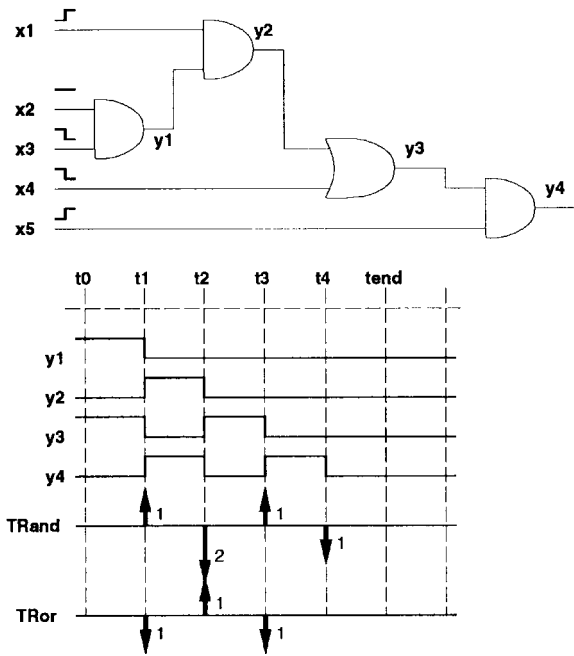 x1
y2
x2
x3
y1
x4
y3
x5
y4
t0 t1 t2 t3 t4 tend
y1
y2
y3
y4
1 1
TRand
2 1
1
TRor
1 1